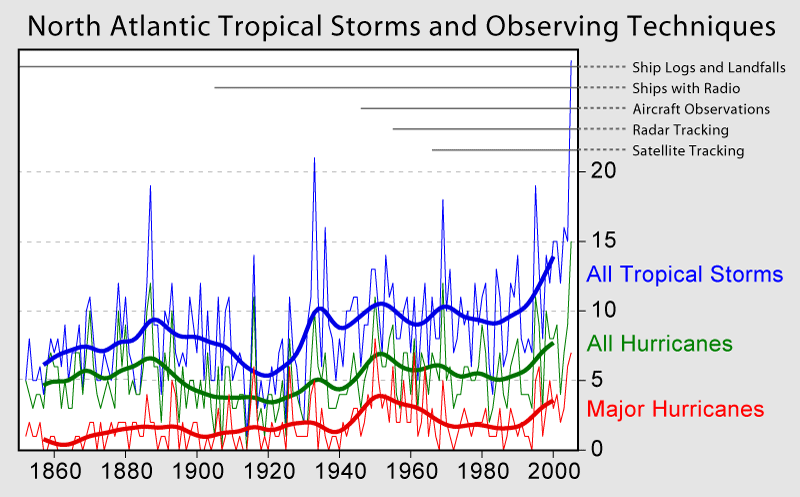 North Atlantic Tropical Storms and Observing Techniques
Ship Logs and Landfalls
Ships with Radio
Aircraft Observations
Radar Tracking
Satellite Tracking
20
15
All Tropical Storms
10
All Hurricanes
5
Major Hurricanes
0
1860 1880 1900 1920 1940 1960 1980 2000